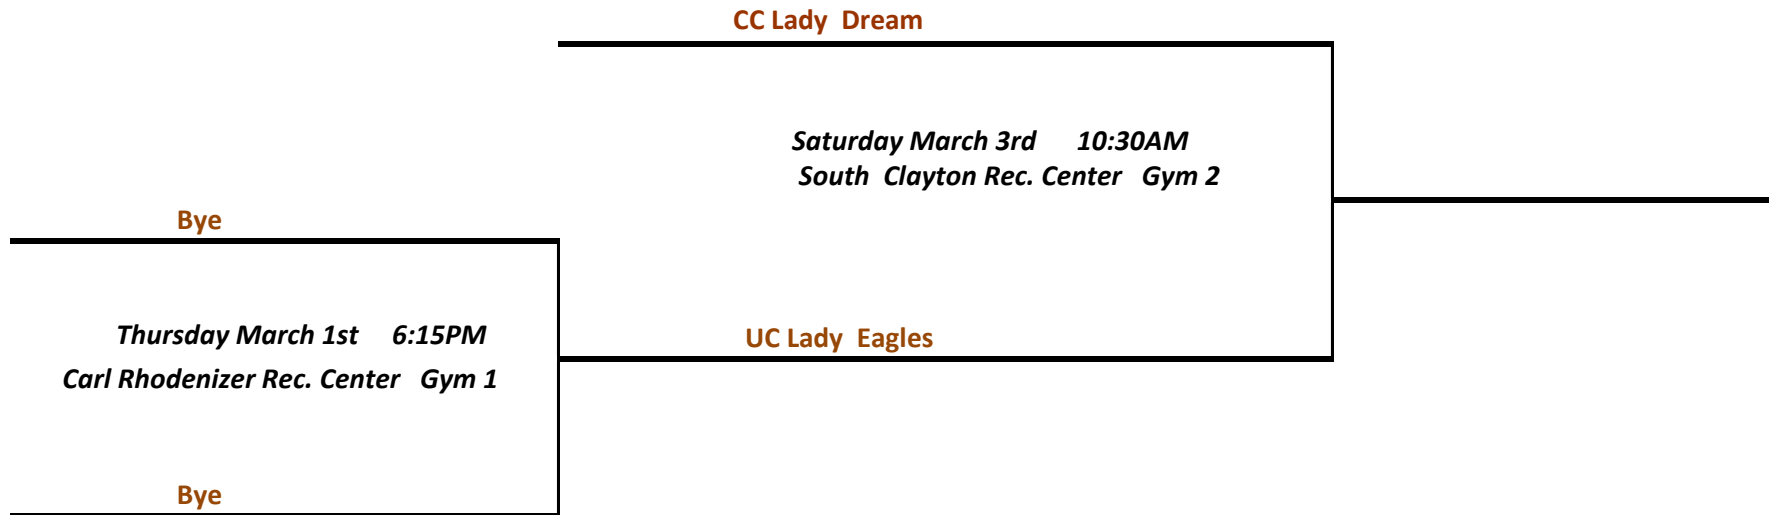 CC Lady Dream
Saturday March 3rd 10:30AM
South Clayton Rec. Center Gym 2
Bye
Thursday March 1st 6:15PM
Carl Rhodenizer Rec. Center Gym 1
UC Lady Eagles
Bye